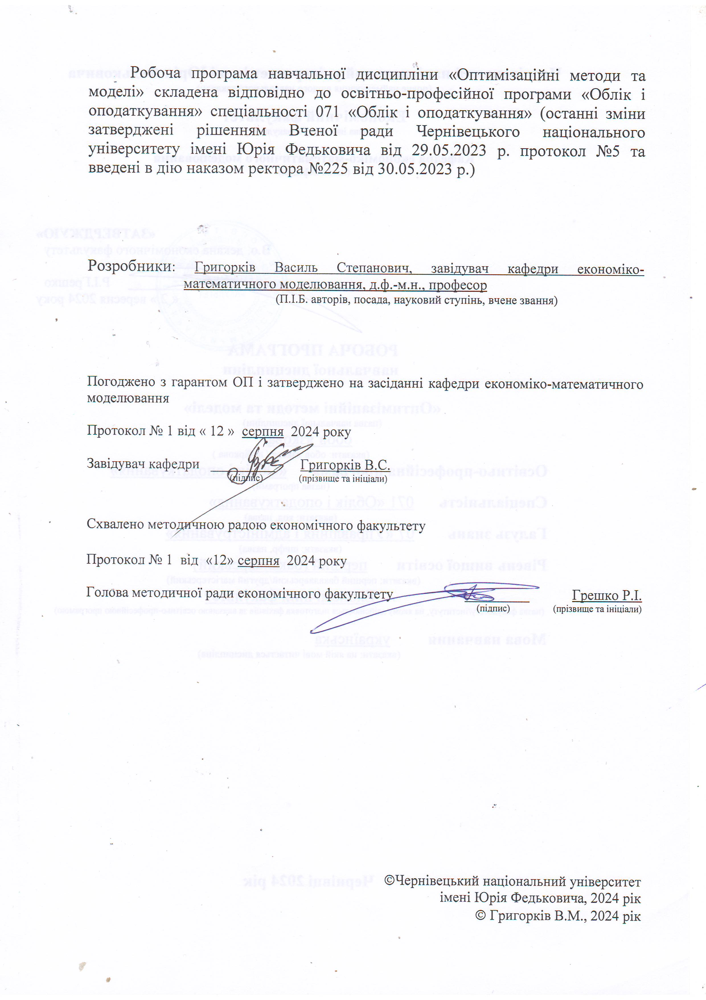 Робоча програма навчальної дисципліни «Оптимізаційні методи та
моделі» складена відповідно до освітньо-професійної програми «Облік і
оподаткування» спеціальності 071 «Облік і оподаткування» (останні зміни
затверджені рішенням Вченої ради Чернівецького національного
університету імені Юрія Федьковича від 29.05.2023 р. протокол №5 та
введені в дію наказом ректора №225 від 30.05.2023 р.)
Розробники: Григорків Василь Степанович, завідувач кафедри економіко-
математичного моделювання, д.ф.-м.н., професор
(П.І.Б. авторів, посада, науковий ступінь, вчене звання)
Погоджено з гарантом ОП і затверджено на засіданні кафедри економіко-математичного
моделювання
Протокол № 1 від « 12 » серпня 2024 року
Завідувач кафедри Григорків В.С.
(підпис) (прізвище та ініціали)
Схвалено методичною радою економічного факультету
Протокол № 1 від «12» серпня 2024 року
Голова методичної ради економічного факультету Грешко Р.І.
(підпис) (прізвище та ініціали)
©Чернівецький національний університет
імені Юрія Федьковича, 2024 рік
© Григорків В.М., 2024 рік